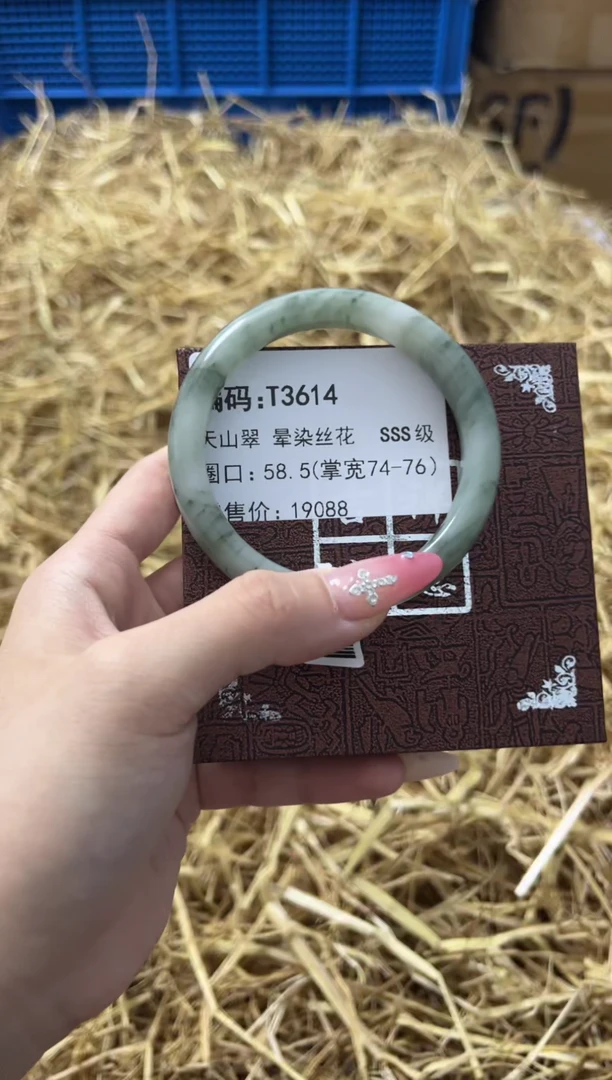 编码:T3614
天山翠 晕染丝花 SSS级
圈口:58.5(掌宽74-76)
售价:19088